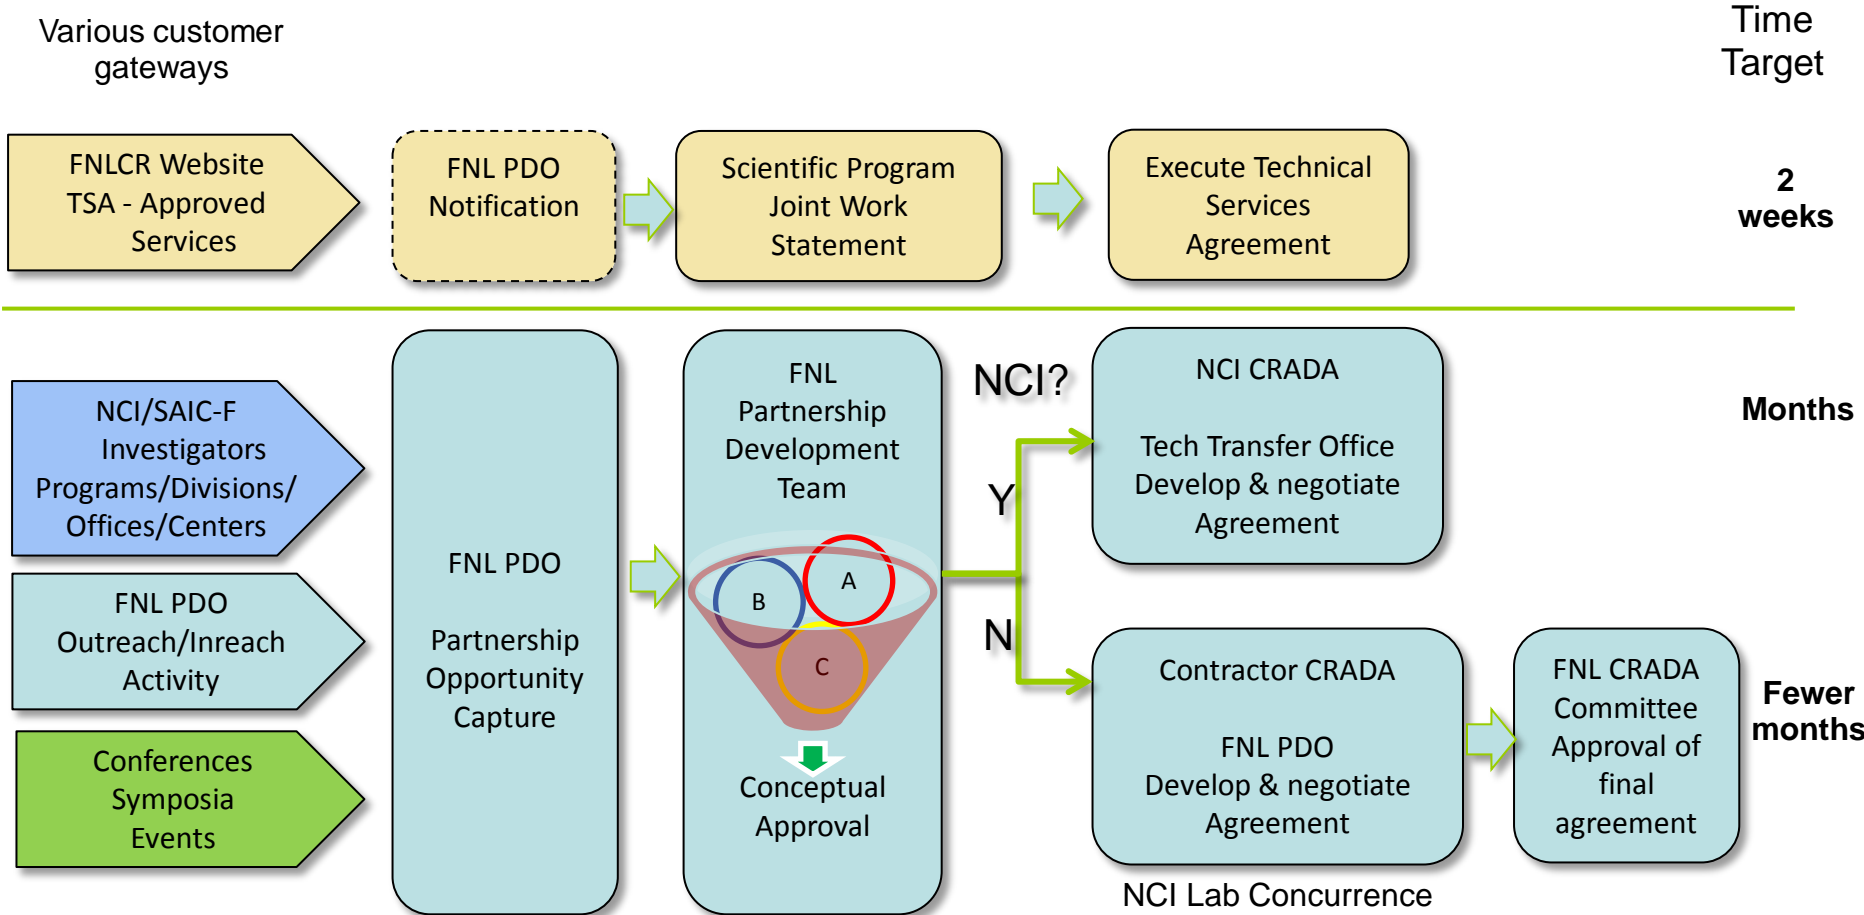 Various customer
gateways
Time
Target
FNLCR Website
TSA - Approved
Services
FNL PDO
Notification
Scientific Program
Joint Work
Statement
Execute Technical
Services
Agreement
2
weeks
NCI/SAIC-F
Investigators
Programs/Divisions/
Offices/Centers
FNL PDO
Outreach/Inreach
Activity
Conferences
Symposia
Events
FNL PDO
Partnership
Opportunity
Capture
FNL
Partnership
Development
Team
A
B
C
Conceptual
Approval
NCI?
Y
N
NCI CRADA
Tech Transfer Office
Develop & negotiate
Agreement
Months
Contractor CRADA
FNL PDO
Develop & negotiate
Agreement
NCI Lab Concurrence
FNL CRADA
Committee
Approval of
final
agreement
Fewer
months